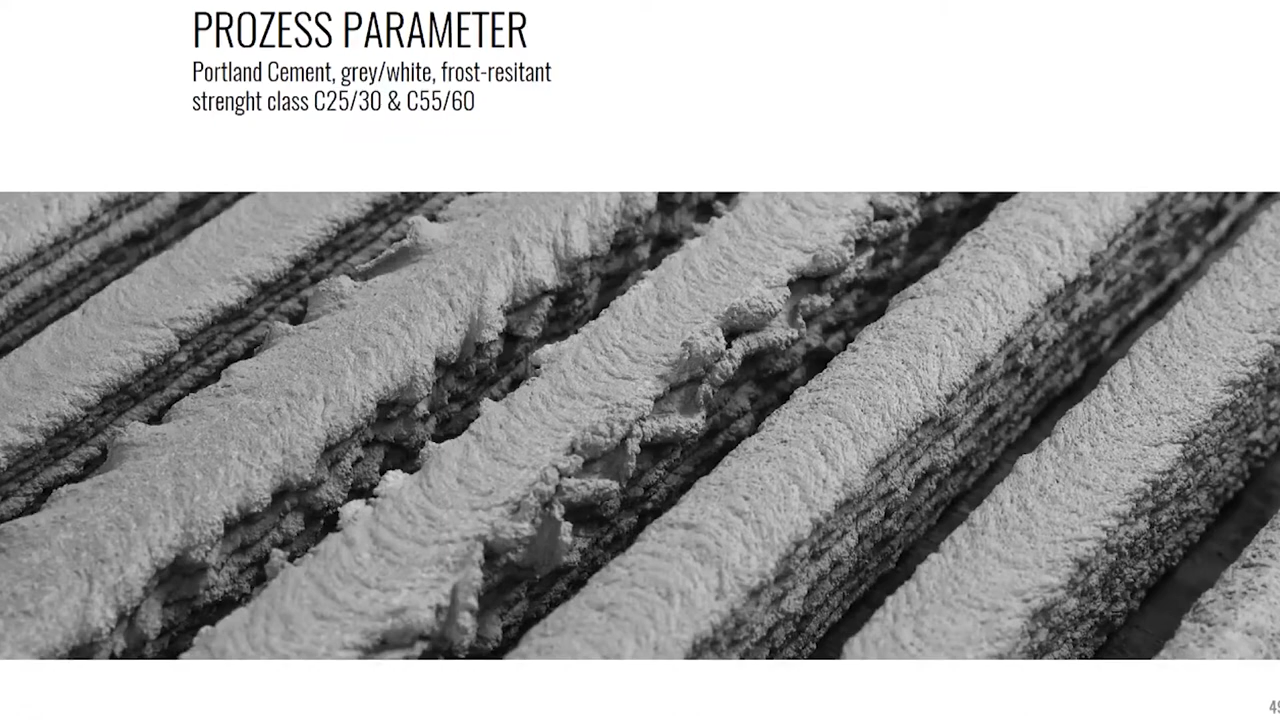 PROZESS PARAMETER
Portland Cement, grey/white, frost-resitant
strenght class C25/30 & C55/60